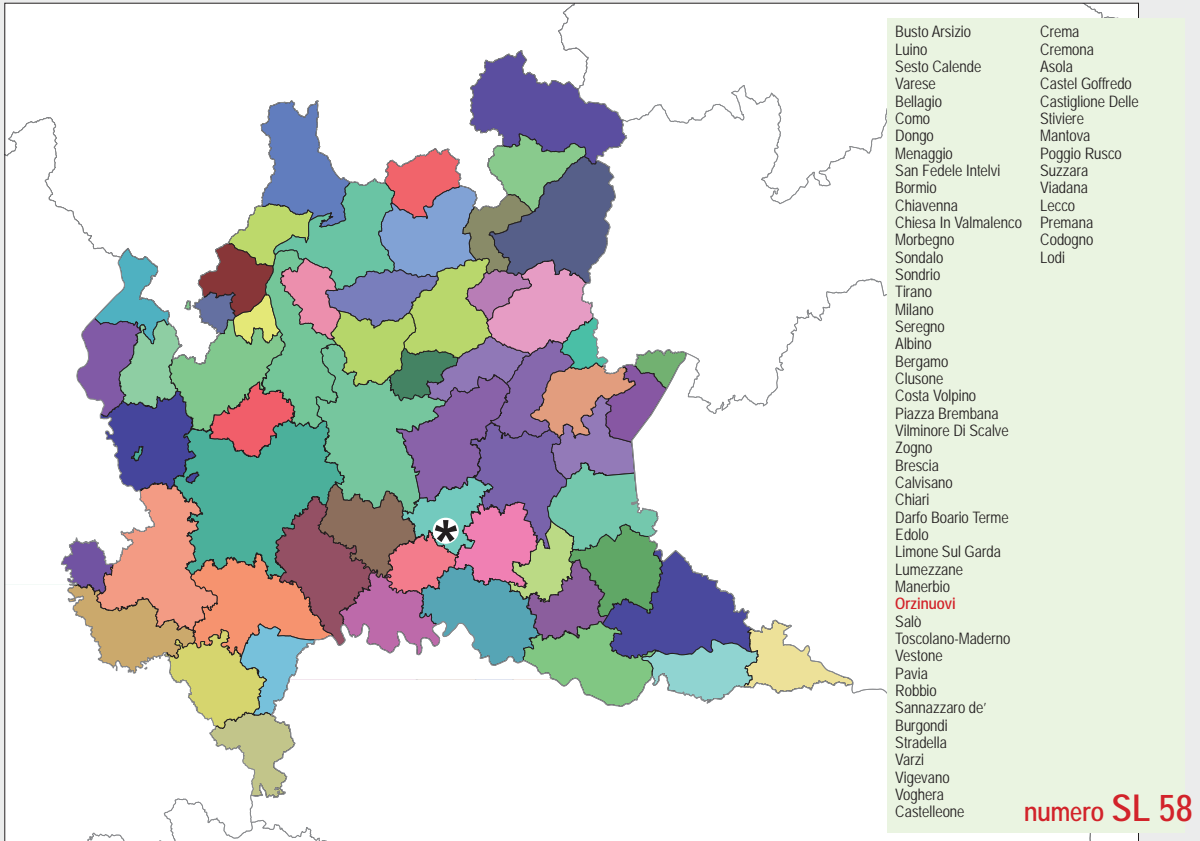 Busto Arsizio
Luino
Sesto Calende
Varese
Bellagio
Como
Dongo
Menaggio
San Fedele Intelvi
Bormio
Chiavenna
Chiesa In Valmalenco
Morbegno
Sondalo
Sondrio
Tirano
Milano
Seregno
Albino
Bergamo
Clusone
Costa Volpino
Piazza Brembana
Vilminore Di Scalve
Zogno
Brescia
Calvisano
Chiari
Darfo Boario Terme
Edolo
Limone Sul Garda
Lumezzane
Manerbio
Orzinuovi
Salò
Toscolano-Maderno
Vestone
Pavia
Robbio
Sannazzaro de'
Burgondi
Stradella
Varzi
Vigevano
Voghera
Castelleone
Crema
Cremona
Asola
Castel Goffredo
Castiglione Delle
Stiviere
Mantova
Poggio Rusco
Suzzara
Viadana
Lecco
Premana
Codogno
Lodi
*
numero SL 58